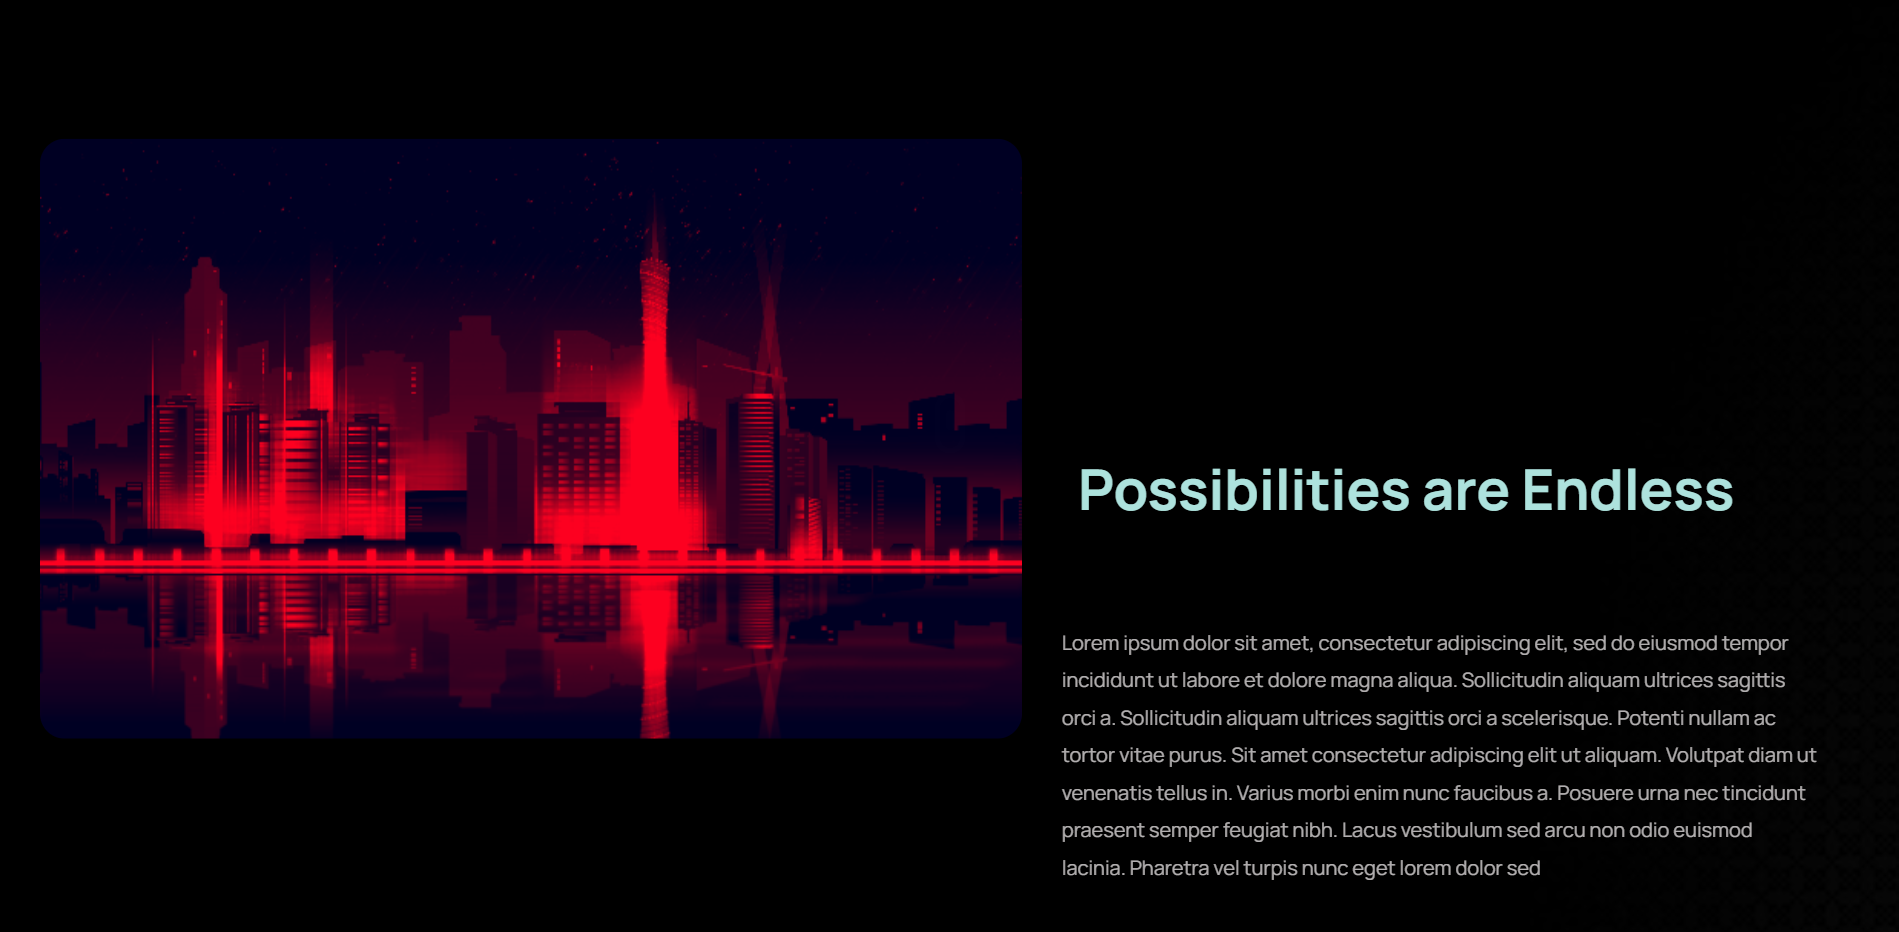 Possibilities are Endless
Lorem ipsum dolor sit amet, consectetur adipiscing elit, sed do eiusmod tempor
incididunt ut labore et dolore magna aliqua. Sollicitudin aliquam ultrices sagittis
orci a. Sollicitudin aliquam ultrices sagittis orci a scelerisque. Potenti nullam ac
tortor vitae purus. Sit amet consectetur adipiscing elit ut aliquam. Volutpat diam ut
venenatis tellus in. Varius morbi enim nunc faucibus a. Posuere urna nec tincidunt
praesent semper feugiat nibh. Lacus vestibulum sed arcu non odio euismod
lacinia. Pharetra vel turpis nunc eget lorem dolor sed